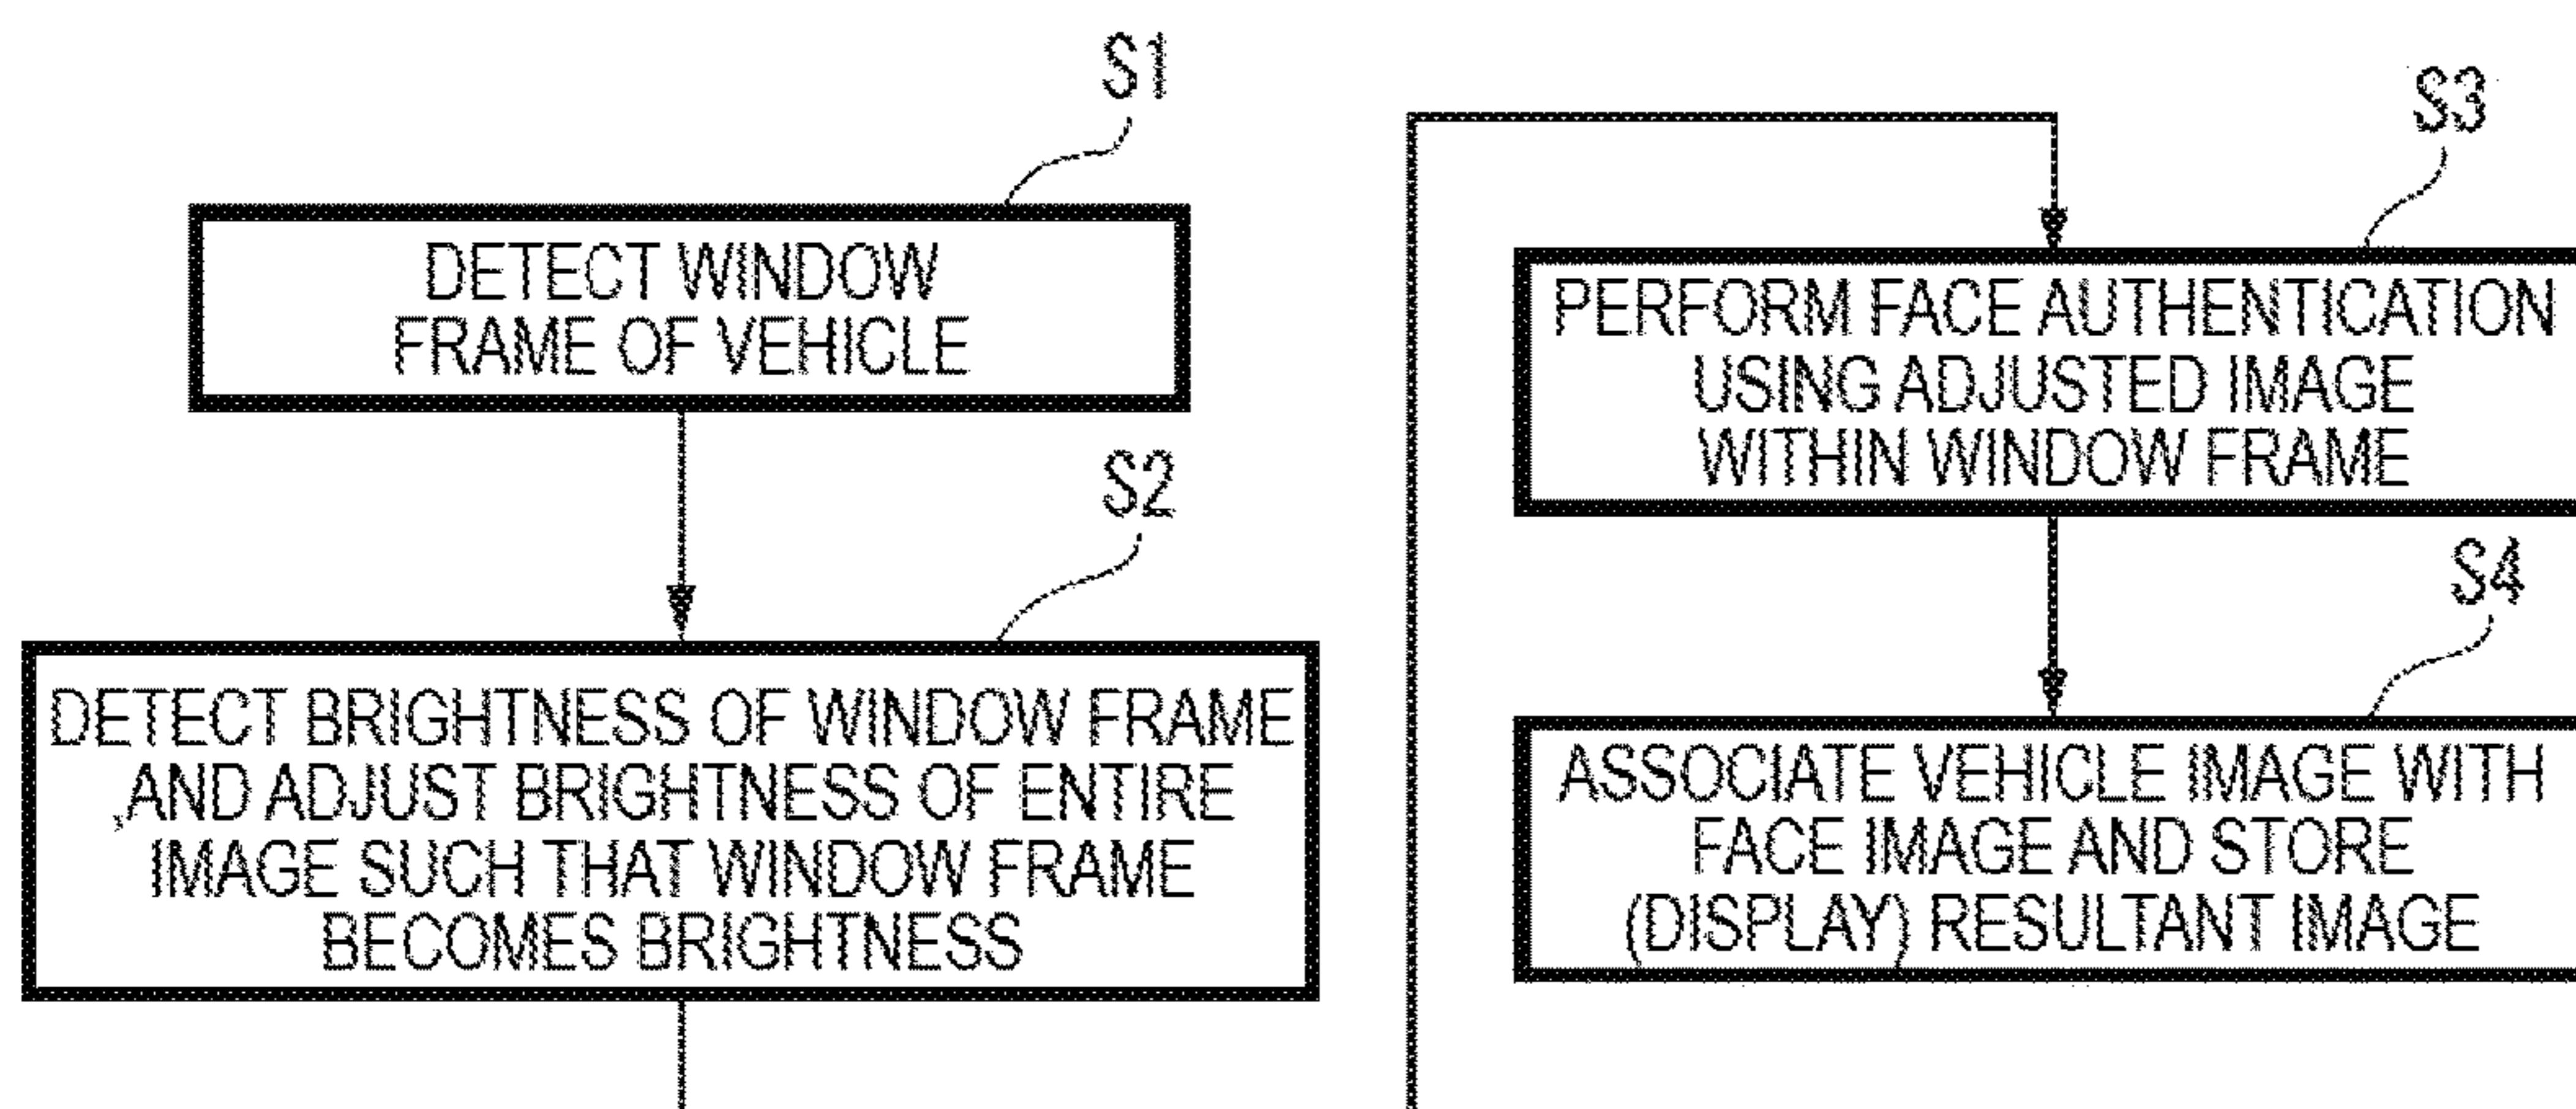 S1
DETECT WINDOW
FRAME OF VEHICLE
S2
DETECT BRIGHTNESS OF WINDOW FRAME
,AND ADJUST BRIGHTNESS OF ENTIRE
IMAGE SUCH THAT WINDOW FRAME
BECOMES BRIGHTNESS
S3
PERFORM FACE AUTHENTICATION
USING ADJUSTED IMAGE
WITHIN WINDOW FRAME
S4
ASSOCIATE VEHICLE IMAGE WITH
FACE IMAGE AND STORE
(DISPLAY) RESULTANT IMAGE